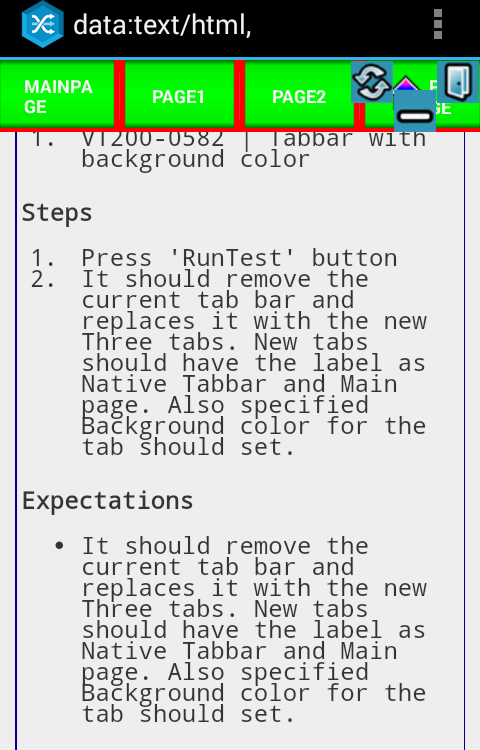 data:text/html,
MAINPA
GE
PAGE1
PAGE2
GE
1. VT200-0582 | Tabbar with
background color
Steps
1. Press 'RunTest' button
2. It should remove the
current tab bar and
replaces it with the new
Three tabs. New tabs
should have the label as
Native Tabbar and Main
page. Also specified
Background color for the
tab should set.
Expectations
• It should remove the
current tab bar and
replaces it with the new
Three tabs. New tabs
should have the label as
Native Tabbar and Main
page. Also specified
Background color for the
tab should set.